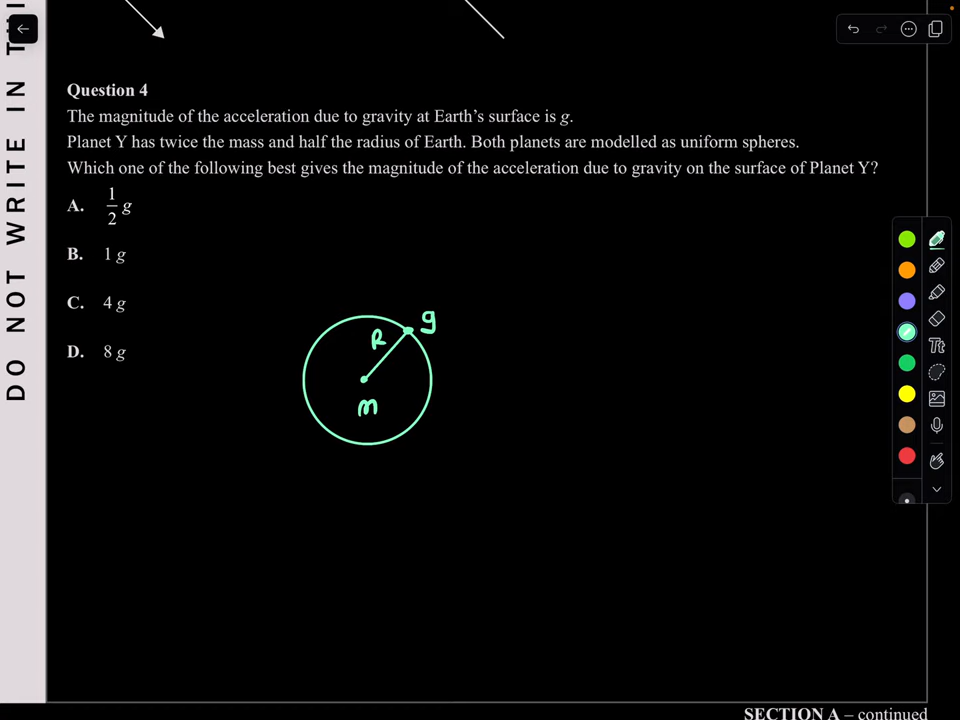 DO NOT WRITE IN
Question 4
The magnitude of the acceleration due to gravity at Earth's surface is g.
Planet Y has twice the mass and half the radius of Earth. Both planets are modelled as uniform spheres.
Which one of the following best gives the magnitude of the acceleration due to gravity on the surface of Planet Y?
A. 1/2 g
B. 1 g
C. 4 g
D. 8 g
g
R
m
Tt
SECTION A – continued